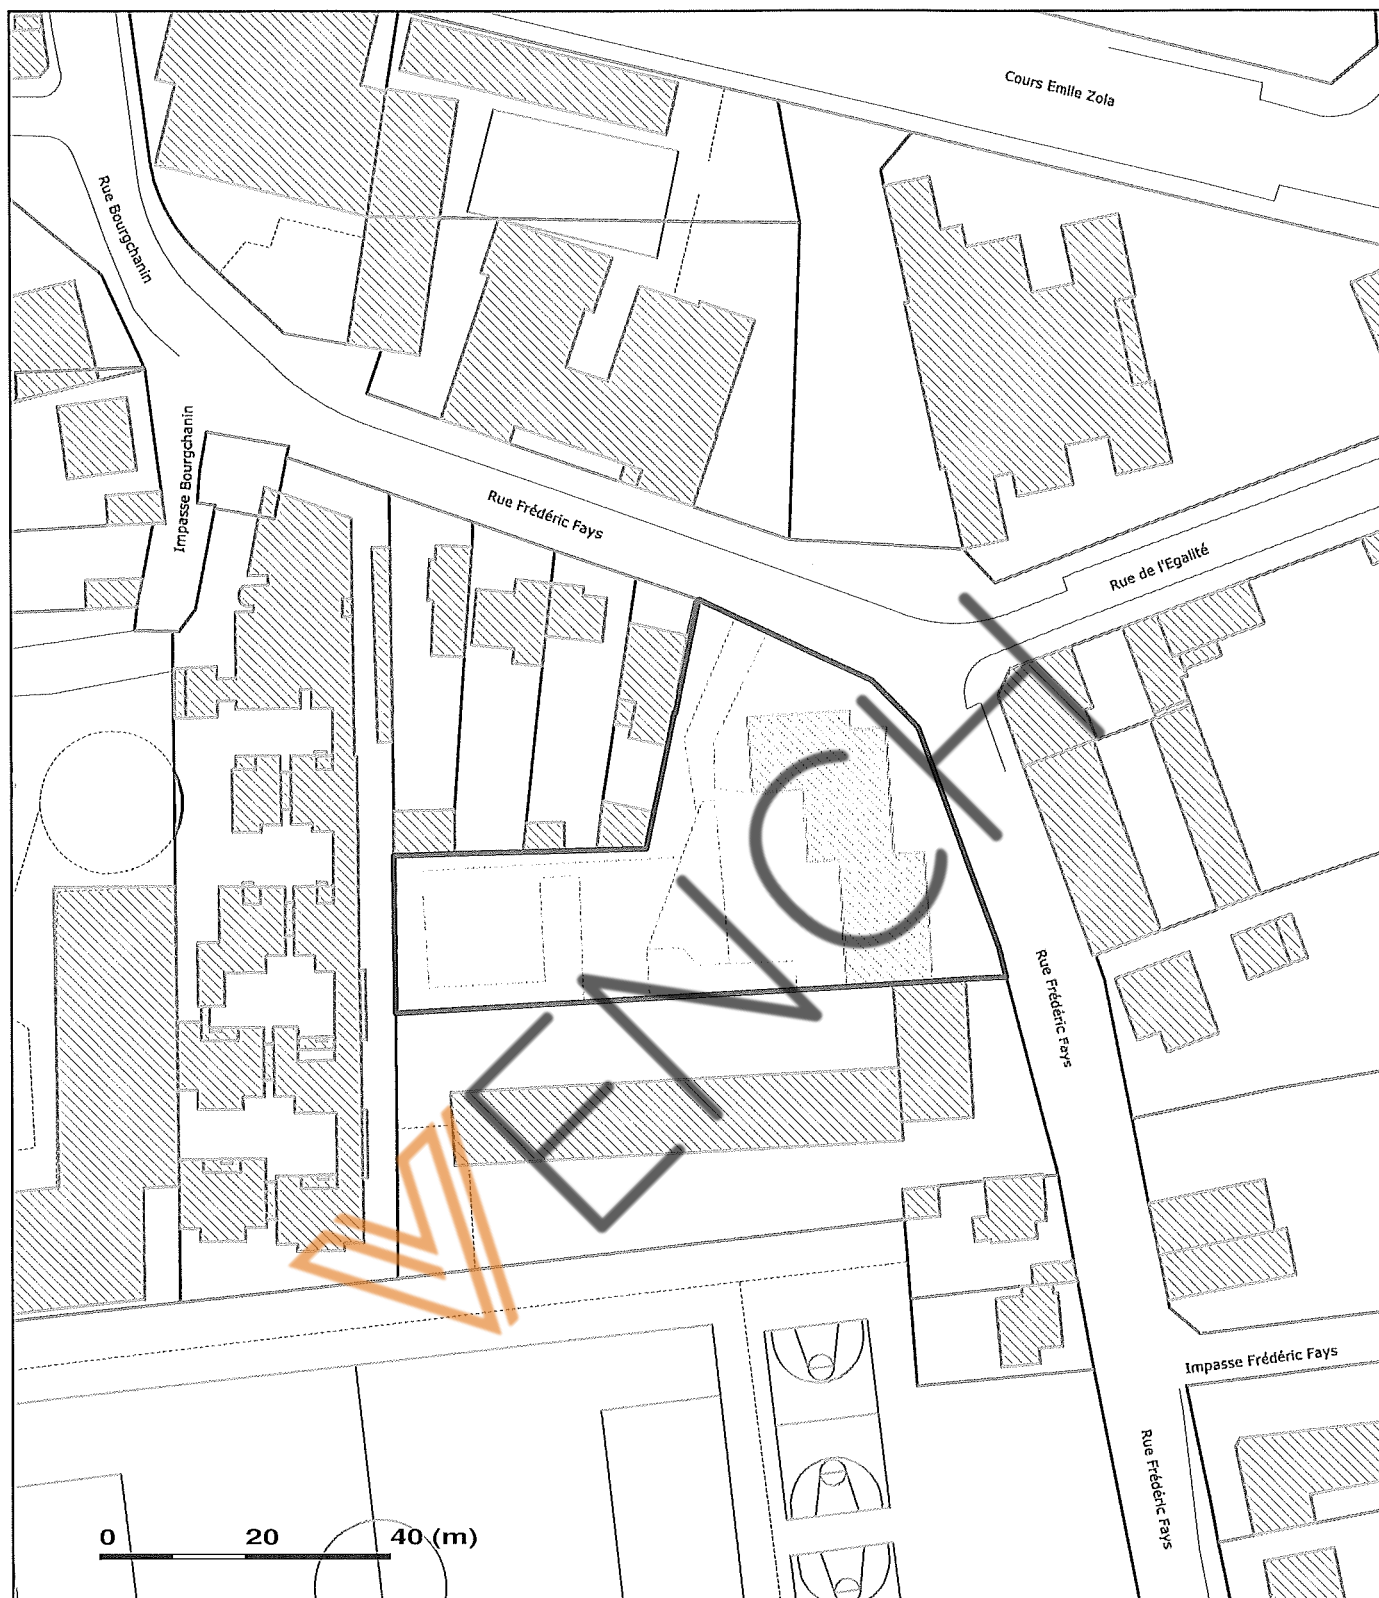 Cours Emile Zola
Rue Bourgchanin
Impasse Bourgchanin
Rue Frédéric Fays
Rue de l'Egalité
VENCH
Rue Frédéric Fays
Impasse Frédéric Fays
Rue Frédéric Fays
0 20 40 (m)